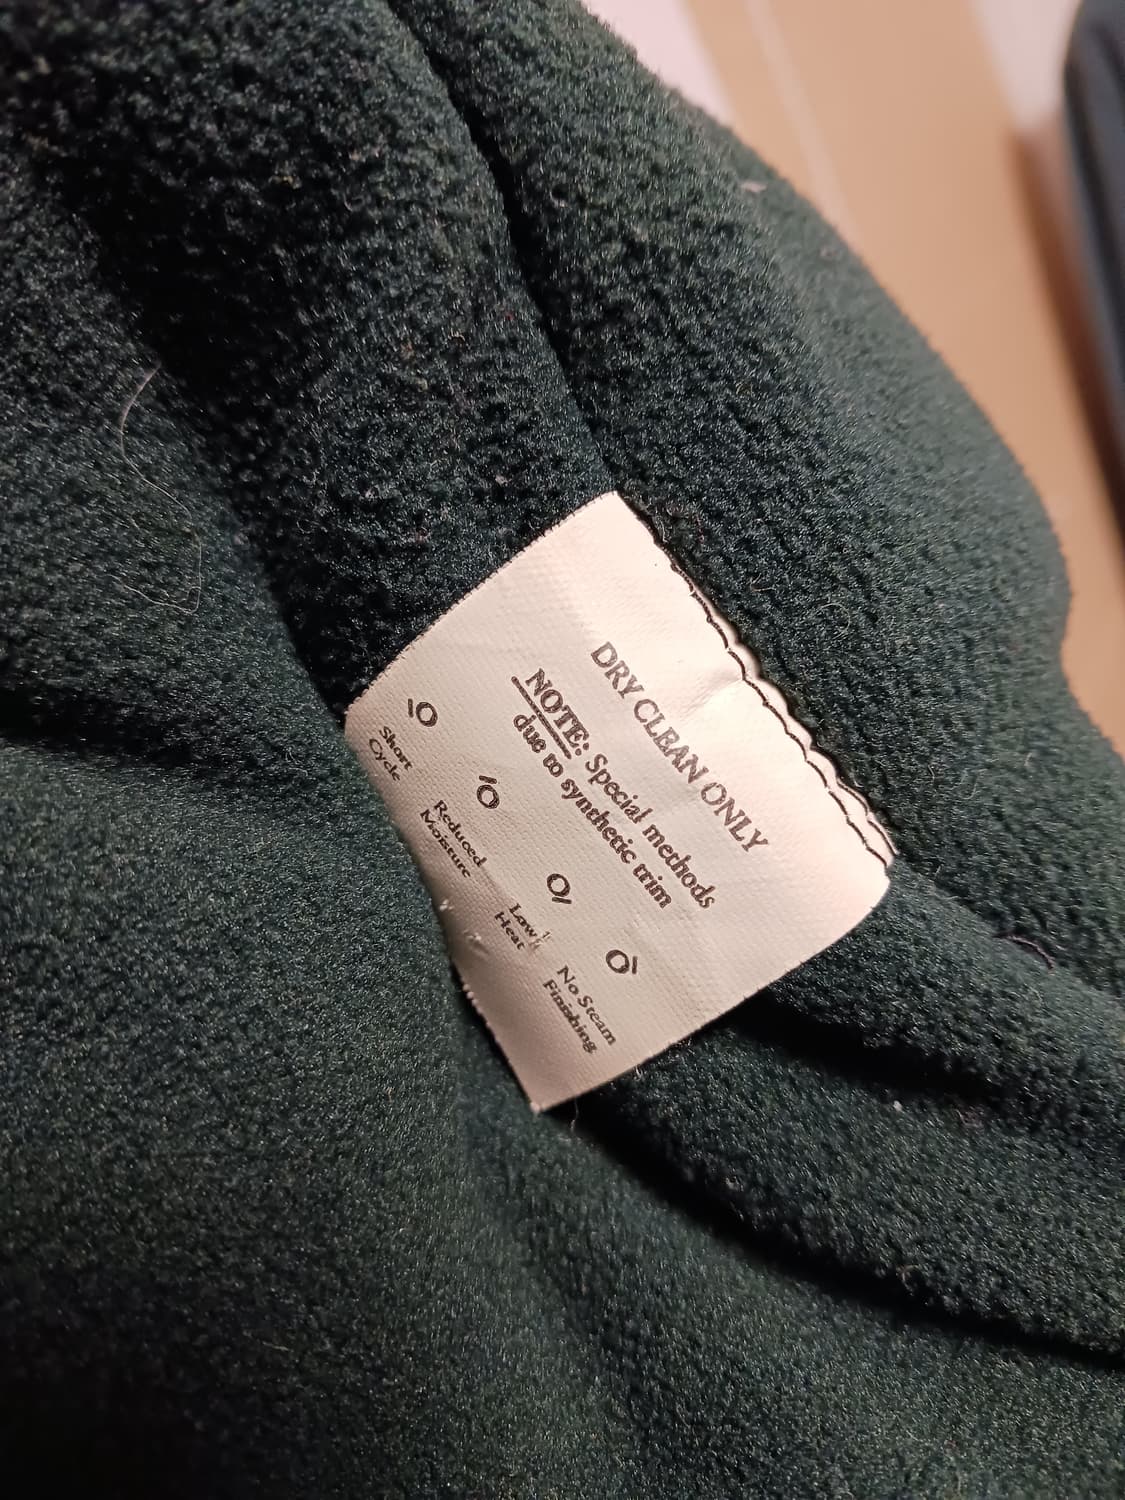 DRY CLEAN ONLY
NOTE: Special methods
due to synthetic trim
Short
Cycle
Reduced
Moisture
Low
Heat
No Steam
Finishing